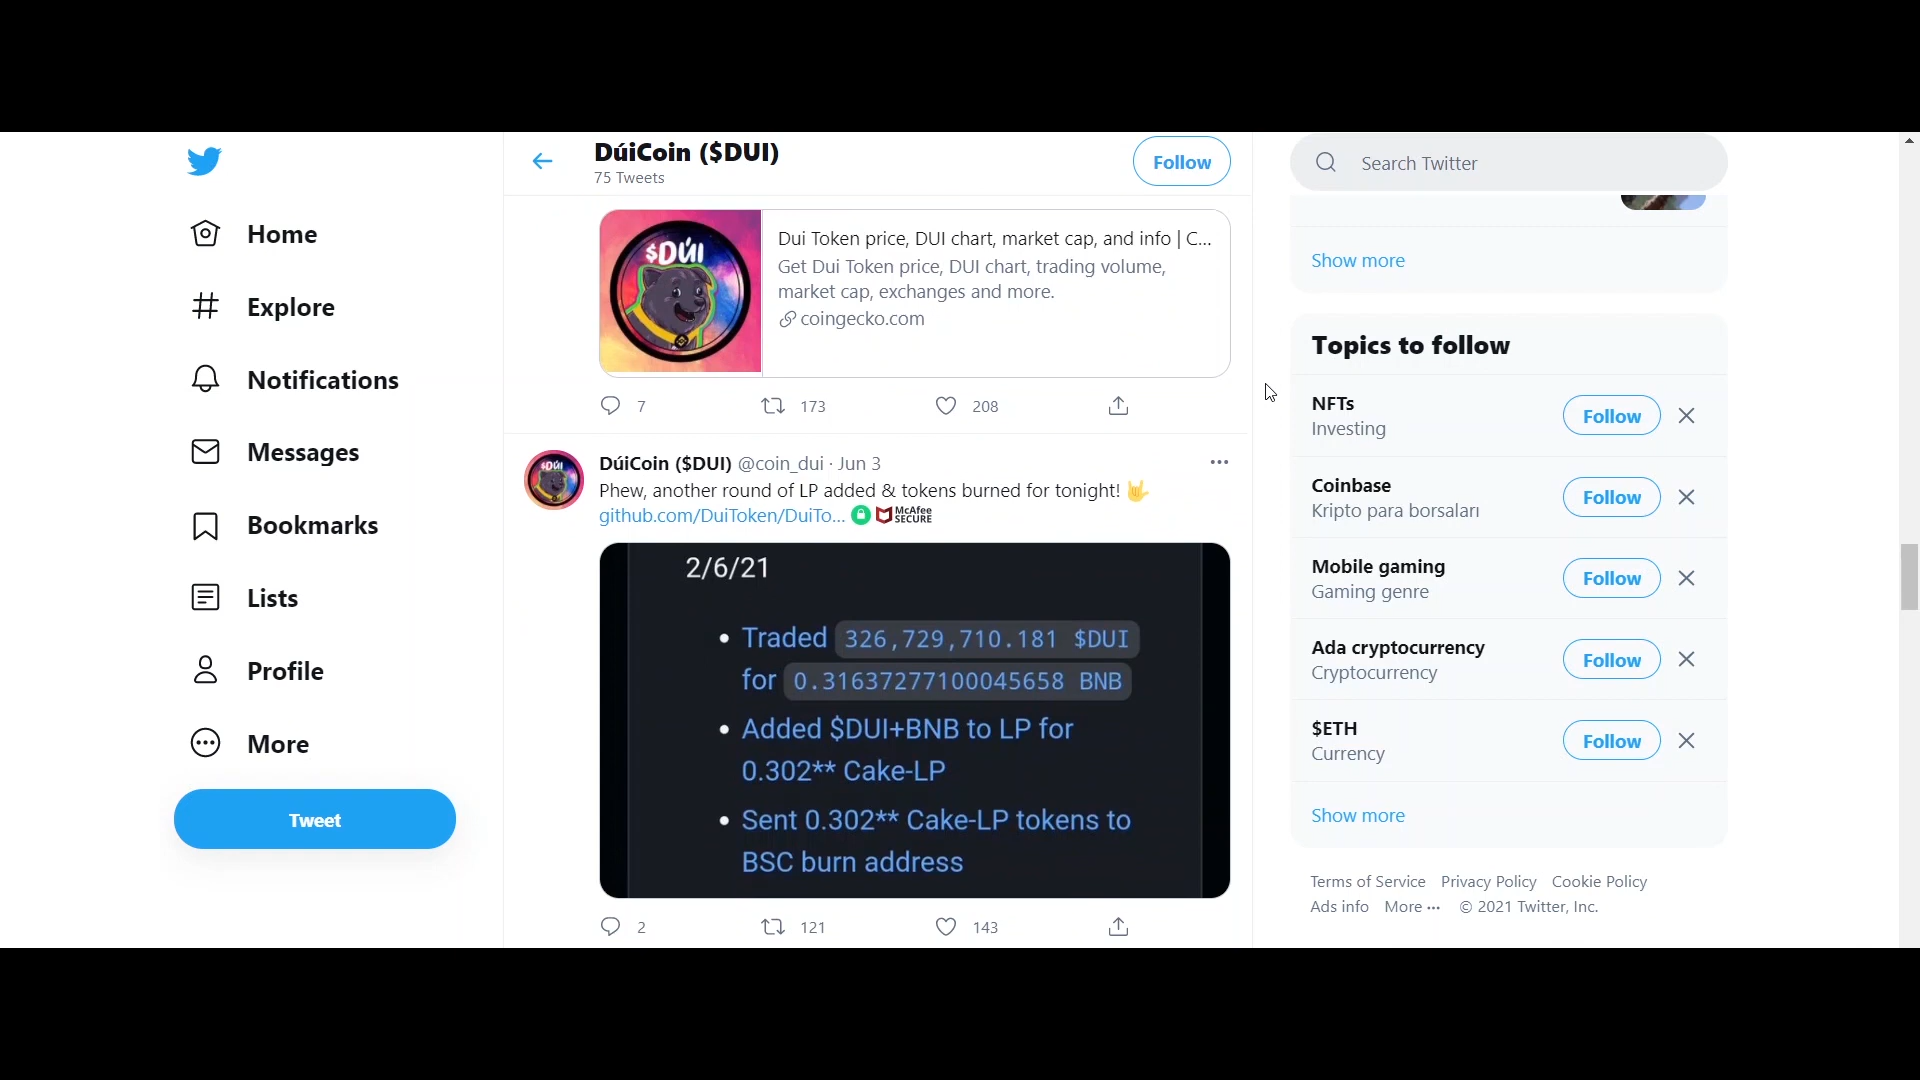 Home
Explore
Notifications
Messages
Bookmarks
Lists
Profile
More
Tweet
DúiCoin ($DUI)
75 Tweets
Follow
$DÚI
Dui Token price, DUI chart, market cap, and info | C...
Get Dui Token price, DUI chart, trading volume,
market cap, exchanges and more.
coingecko.com
7 173 208
$DÚI
DúiCoin ($DUI) @coin_dui · Jun 3
Phew, another round of LP added & tokens burned for tonight!
github.com/DuiToken/DuiTo... McAfee SECURE
2/6/21
• Traded 326,729,710.181 $DUI
for 0.31637277100045658 BNB
• Added $DUI+BNB to LP for
0.302** Cake-LP
• Sent 0.302** Cake-LP tokens to
BSC burn address
2 121 143
Search Twitter
Show more
Topics to follow
NFTs
Investing
Follow
Coinbase
Kripto para borsaları
Follow
Mobile gaming
Gaming genre
Follow
Ada cryptocurrency
Cryptocurrency
Follow
$ETH
Currency
Follow
Show more
Terms of Service Privacy Policy Cookie Policy
Ads info More ··· © 2021 Twitter, Inc.